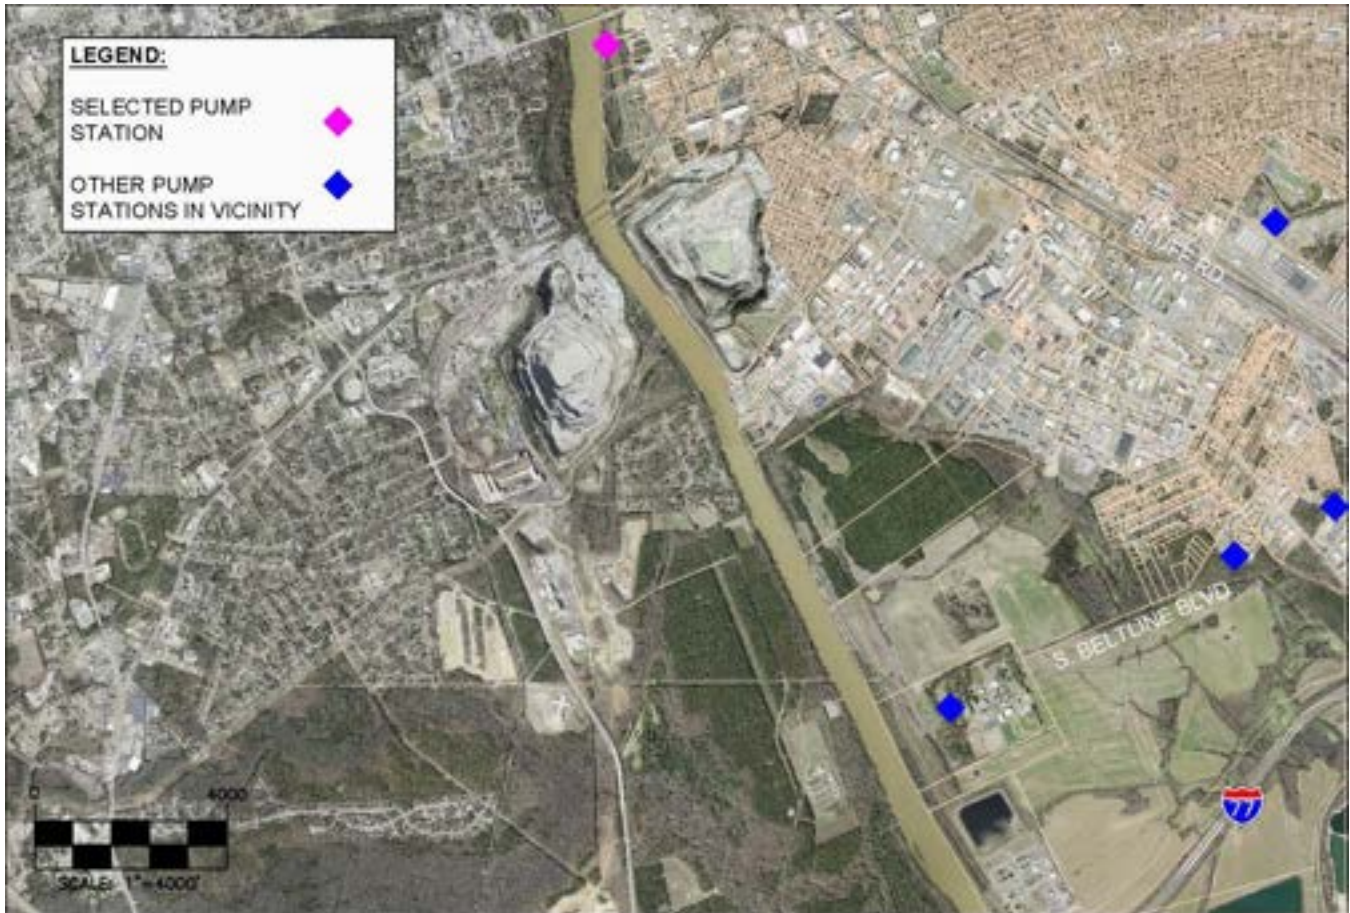 LEGEND:
SELECTED PUMP
STATION
OTHER PUMP
STATIONS IN VICINITY
BLUFF RD.
S. BELTLINE BLVD.
77
0 4000
SCALE: 1"=4000'